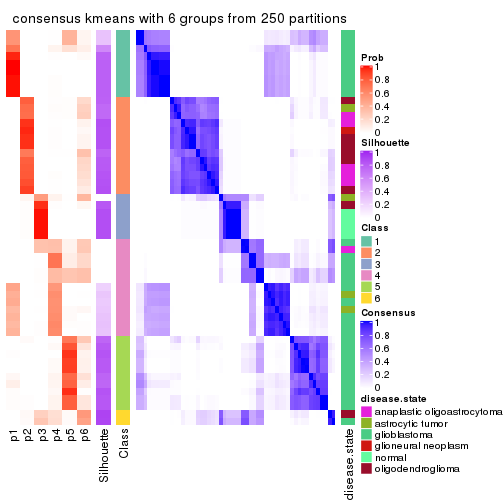 consensus kmeans with 6 groups from 250 partitions
Prob
1
0.8
0.6
0.4
0.2
0
Silhouette
1
0.8
0.6
0.4
0.2
0
Class
1
2
3
4
5
6
Consensus
1
0.8
0.6
0.4
0.2
0
disease.state
anaplastic oligoastrocytoma
astrocytic tumor
glioblastoma
glioneural neoplasm
normal
oligodendroglioma
p1
p2
p3
p4
p5
p6
Silhouette
Class
disease.state